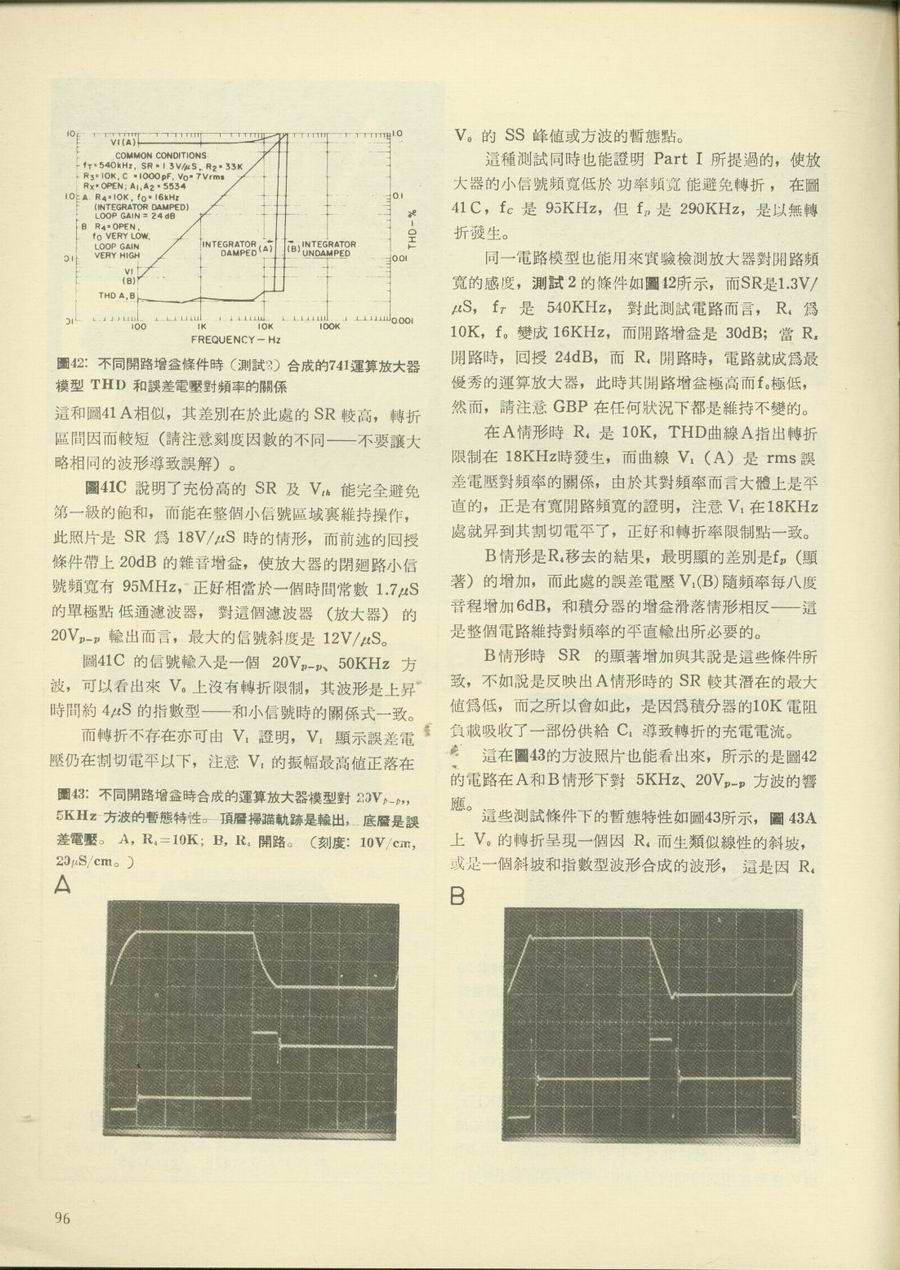 10
1.0
VI(A)
COMMON CONDITIONS
fT=540kHz, SR=1.3V/µS, R2=33K
R3=10K, C=1000pF, VO=7Vrms
RX=OPEN; A1,A2=5534
A R4=10K, fO=16kHz
(INTEGRATOR DAMPED)
LOOP GAIN=24dB
B R4=OPEN,
fO VERY LOW,
LOOP GAIN
VERY HIGH
1.0
01
INTEGRATOR (A)
DAMPED
(B) INTEGRATOR
UNDAMPED
THD — %
01
0.01
VI
(B)
THD A,B
01
0.001
100 1K 10K 100K
FREQUENCY — Hz
圖42：不同開路增益條件時（測試2）合成的741運算放大器
模型 THD 和誤差電壓對頻率的關係
這和圖41A相似，其差別在於此處的 SR 較高，轉折
區間因而較短（請注意刻度因數的不同——不要讓大
略相同的波形導致誤解）。
圖41C 說明了充份高的 SR 及 Vth 能完全避免
第一級的飽和，而能在整個小信號區域裏維持操作，
此照片是 SR 爲 18V/µS 時的情形，而前述的回授
條件帶上 20dB 的雜音增益，使放大器的閉迴路小信
號頻寬有 95MHz，正好相當於一個時間常數 1.7µS
的單極點低通濾波器，對這個濾波器（放大器）的
20Vp-p 輸出而言，最大的信號斜度是 12V/µS。
圖41C 的信號輸入是一個 20Vp-p、50KHz 方
波，可以看出來 V₀ 上沒有轉折限制，其波形是上昇
時間約 4µS 的指數型——和小信號時的關係式一致。
而轉折不存在亦可由 V₁ 證明，V₁ 顯示誤差電
壓仍在割切電平以下，注意 V₁ 的振幅最高値正落在
圖43：不同開路增益時合成的運算放大器模型對 20Vp-p，
5KHz 方波的暫態特性。頂層掃描軌跡是輸出，底層是誤
差電壓。A，R₄=10K；B，R₄ 開路。（刻度：10V/cm，
20µS/cm。）
A
V₀ 的 SS 峰値或方波的暫態點。
這種測試同時也能證明 Part I 所提過的，使放
大器的小信號頻寬低於功率頻寬能避免轉折，在圖
41C，fC 是 95KHz，但 fp 是 290KHz，是以無轉
折發生。
同一電路模型也能用來實驗檢測放大器對開路頻
寬的感度，測試 2 的條件如圖42所示，而SR是1.3V/
µS，fT 是 540KHz，對此測試電路而言，R₄ 爲
10K，f₀ 變成 16KHz，而開路增益是 30dB；當 Rx
開路時，回授 24dB，而 R₄ 開路時，電路就成爲最
優秀的運算放大器，此時其開路增益極高而f₀極低，
然而，請注意 GBP 在任何狀況下都是維持不變的。
在A情形時 R₄ 是 10K，THD曲線A指出轉折
限制在 18KHz時發生，而曲線 V₁（A）是 rms 誤
差電壓對頻率的關係，由於其對頻率而言大體上是平
直的，正是有寬開路頻寬的證明，注意 V₁ 在18KHz
處就昇到其割切電平了，正好和轉折率限制點一致。
B情形是R₄移去的結果，最明顯的差別是fp（顯
著）的增加，而此處的誤差電壓 V₁(B) 隨頻率每八度
音程增加6dB，和積分器的增益滑落情形相反——這
是整個電路維持對頻率的平直輸出所必要的。
B情形時 SR 的顯著增加與其說是這些條件所
致，不如說是反映出A情形時的 SR 較其潛在的最大
値爲低，而之所以會如此，是因爲積分器的10K 電阻
負載吸收了一部份供給 C₁ 導致轉折的充電電流。
這在圖43的方波照片也能看出來，所示的是圖42
的電路在A和B情形下對 5KHz、20Vp-p 方波的響
應。
這些測試條件下的暫態特性如圖43所示，圖 43A
上 V₀ 的轉折呈現一個因 R₄ 而生類似線性的斜坡，
或是一個斜坡和指數型波形合成的波形，這是因 R₄
B
96